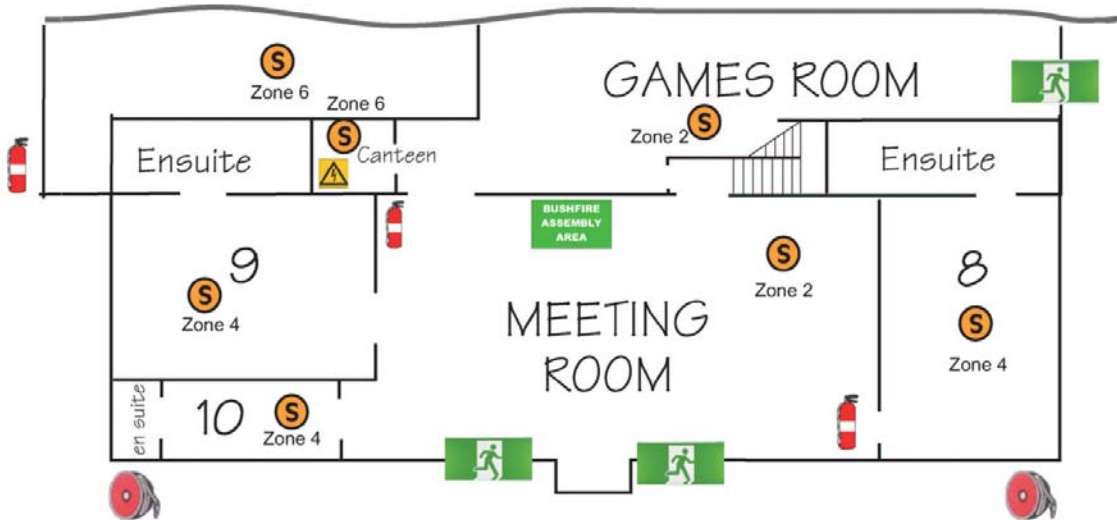 S
Zone 6
GAMES ROOM
Zone 6
S
Canteen
S
Zone 2
Ensuite
Ensuite
BUSHFIRE
ASSEMBLY
AREA
9
S
Zone 4
S
Zone 2
8
S
Zone 4
MEETING
ROOM
en suite
10
S
Zone 4